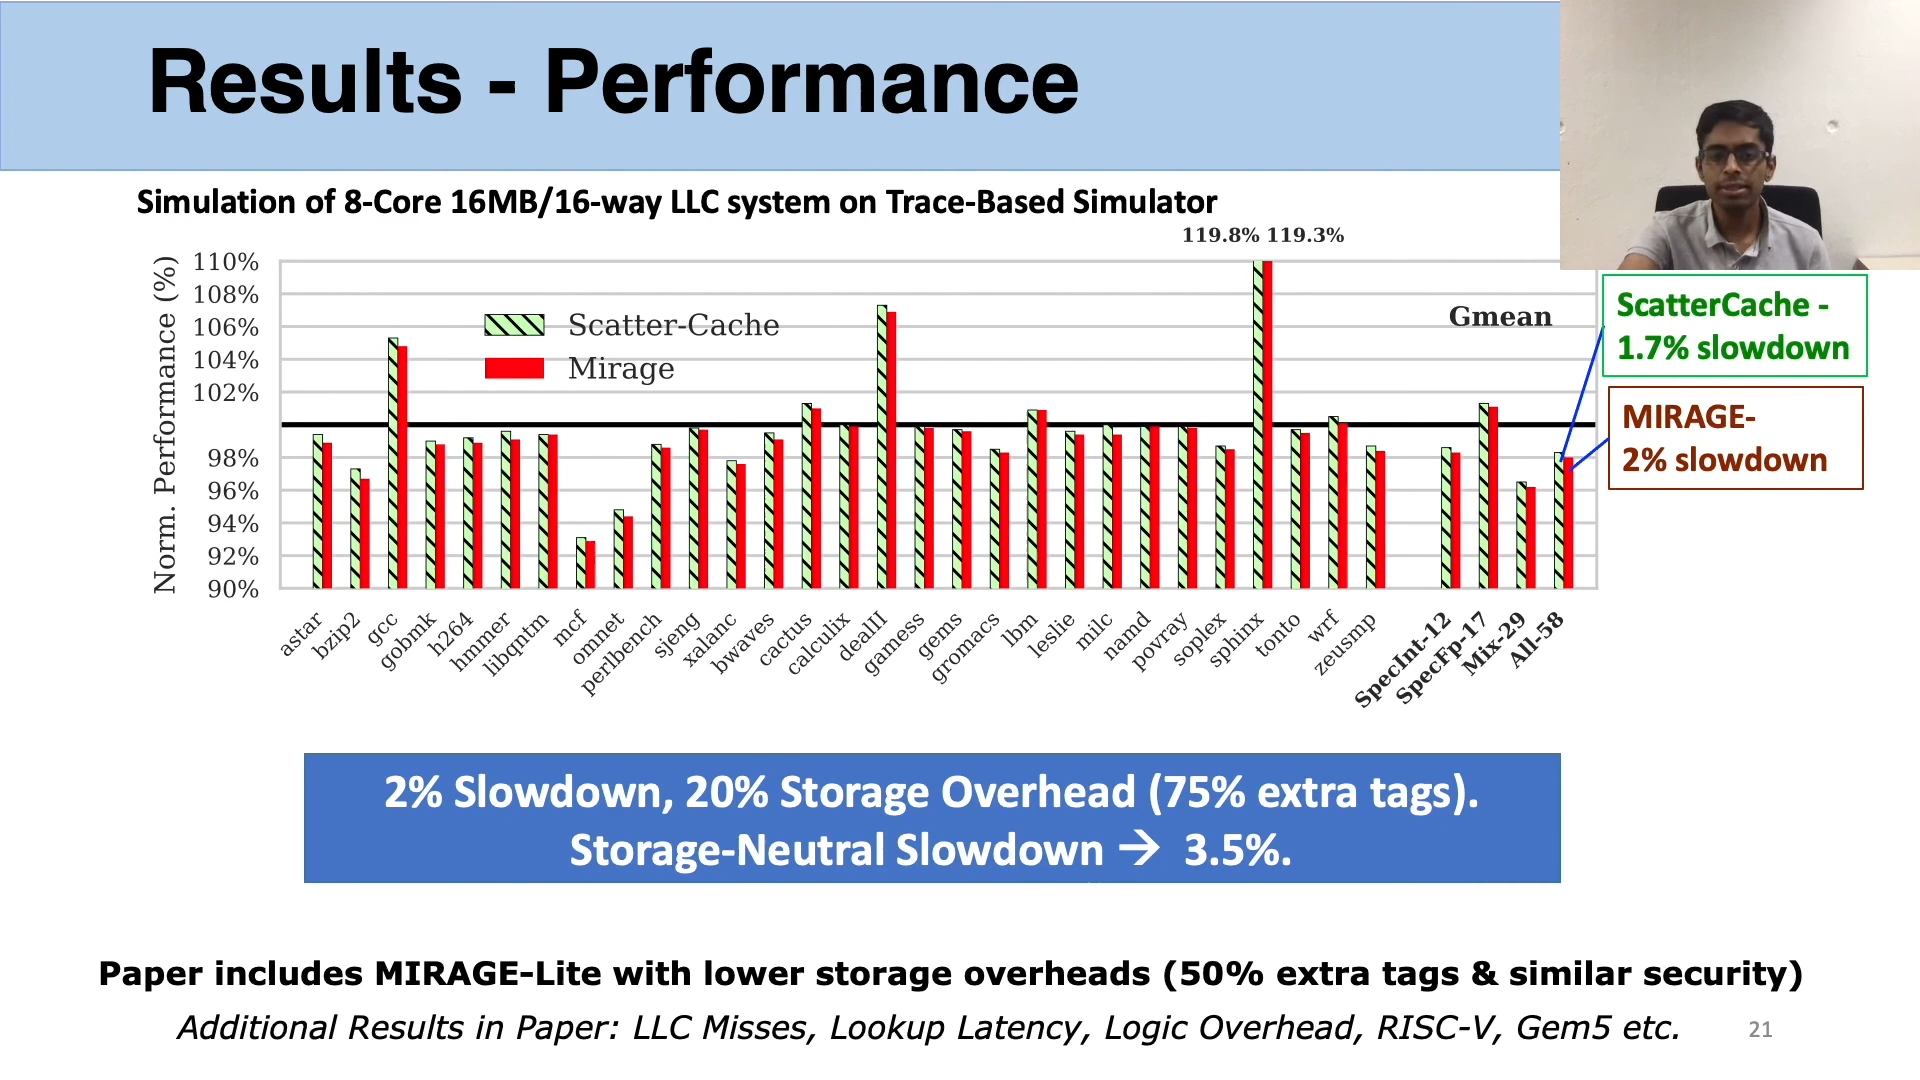 Results - Performance
Simulation of 8-Core 16MB/16-way LLC system on Trace-Based Simulator
119.8% 119.3%
Norm. Performance (%)
110%
108%
106%
104%
102%
98%
96%
94%
92%
90%
Scatter-Cache
Mirage
Gmean
ScatterCache -
1.7% slowdown
MIRAGE-
2% slowdown
astar
bzip2
gcc
gobmk
h264
hmmer
libqntm
mcf
omnet
perlbench
sjeng
xalanc
bwaves
cactus
calculix
dealII
gamess
gems
gromacs
lbm
leslie
milc
namd
povray
soplex
sphinx
tonto
wrf
zeusmp
SpecInt-12
SpecFp-17
Mix-29
All-58
2% Slowdown, 20% Storage Overhead (75% extra tags).
Storage-Neutral Slowdown → 3.5%.
Paper includes MIRAGE-Lite with lower storage overheads (50% extra tags & similar security)
Additional Results in Paper: LLC Misses, Lookup Latency, Logic Overhead, RISC-V, Gem5 etc.
21